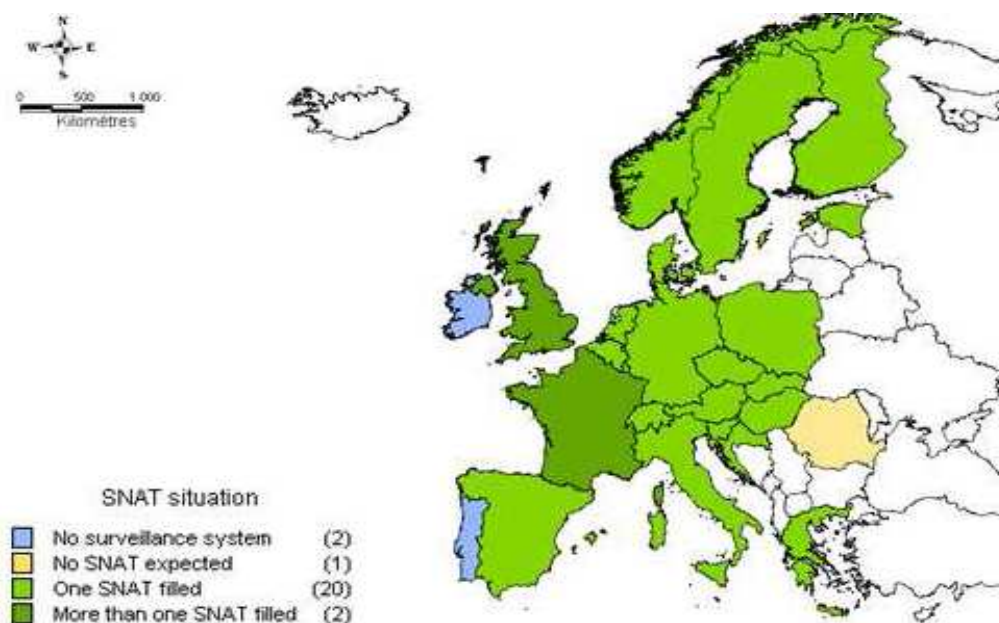 N
W E
S
0 500 1 000
Kilomètres
SNAT situation
No surveillance system (2)
No SNAT expected (1)
One SNAT filled (20)
More than one SNAT filled (2)